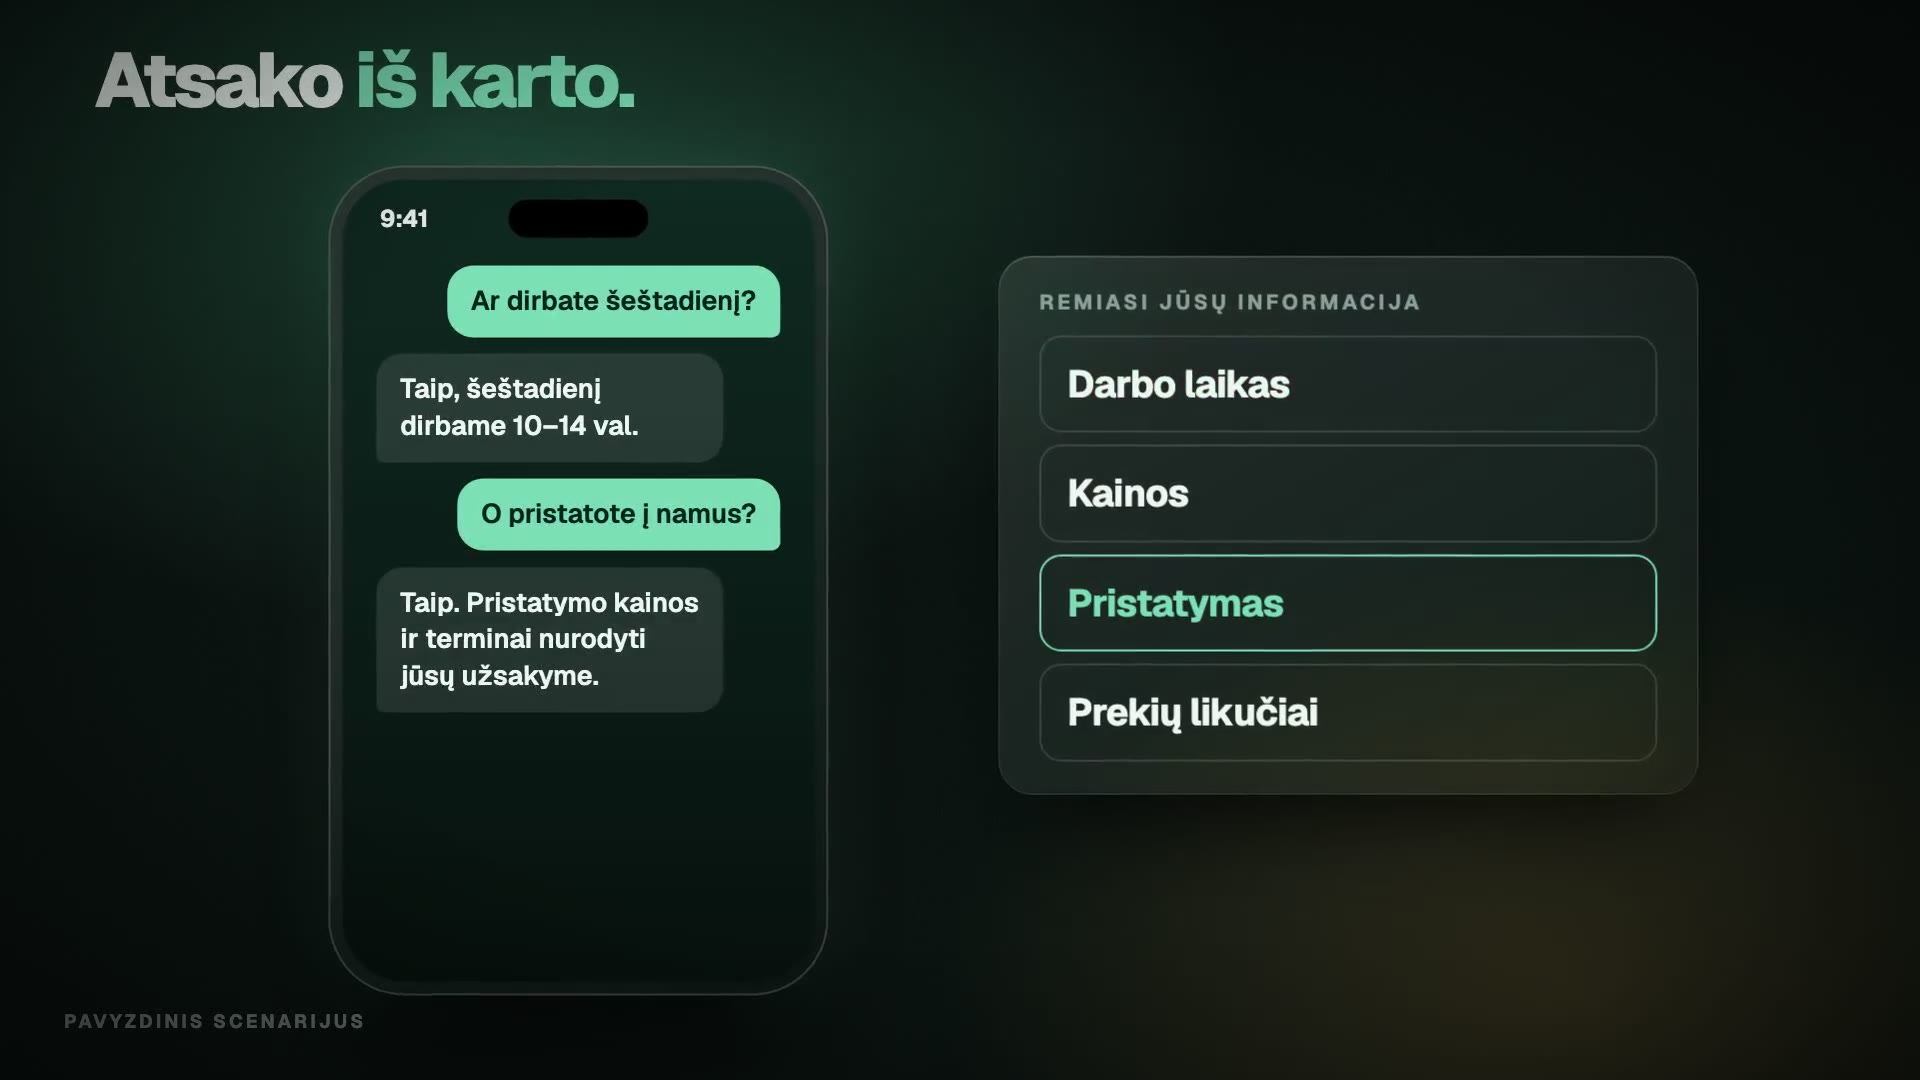 Atsako iš karto.
9:41
Ar dirbate šeštadienį?
Taip, šeštadienį
dirbame 10–14 val.
O pristatote į namus?
Taip. Pristatymo kainos
ir terminai nurodyti
jūsų užsakyme.
REMIASI JŪSŲ INFORMACIJA
Darbo laikas
Kainos
Pristatymas
Prekių likučiai
PAVYZDINIS SCENARIJUS